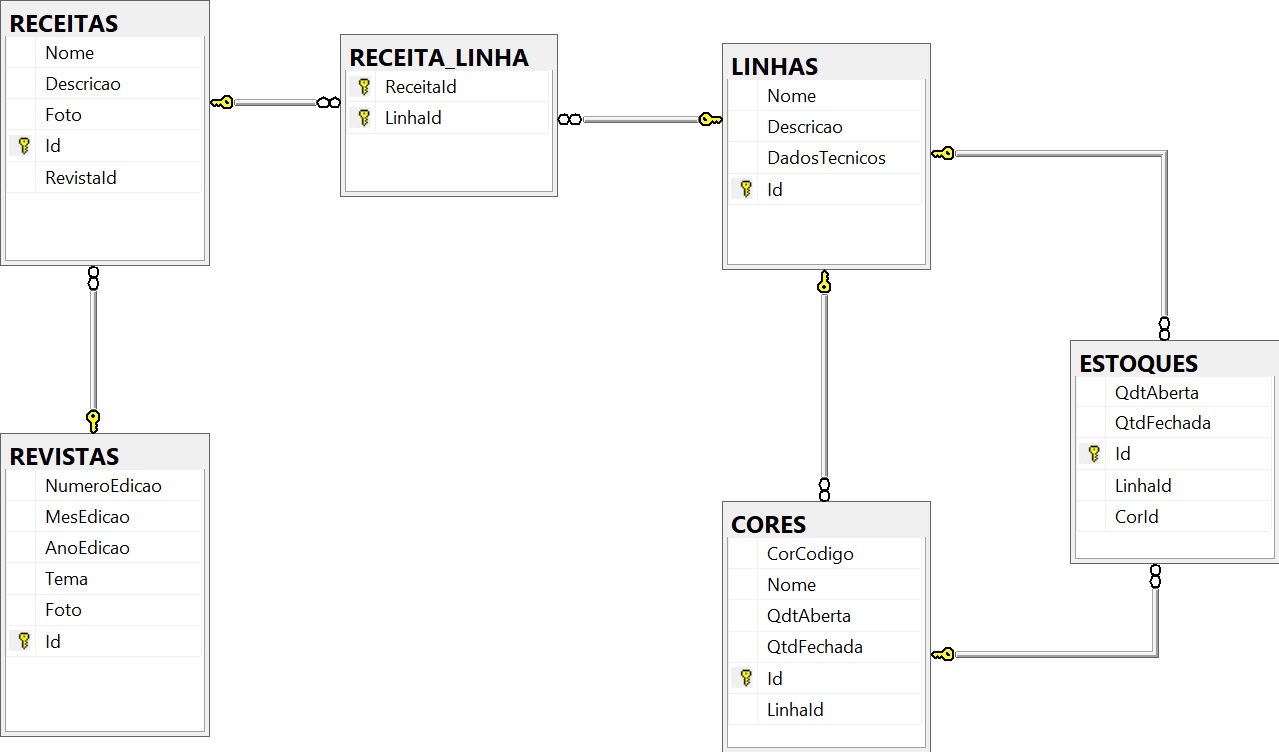 RECEITAS
Nome
Descricao
Foto
Id
RevistaId
RECEITA_LINHA
ReceitaId
LinhaId
LINHAS
Nome
Descricao
DadosTecnicos
Id
REVISTAS
NumeroEdicao
MesEdicao
AnoEdicao
Tema
Foto
Id
CORES
CorCodigo
Nome
QdtAberta
QtdFechada
Id
LinhaId
ESTOQUES
QdtAberta
QtdFechada
Id
LinhaId
CorId